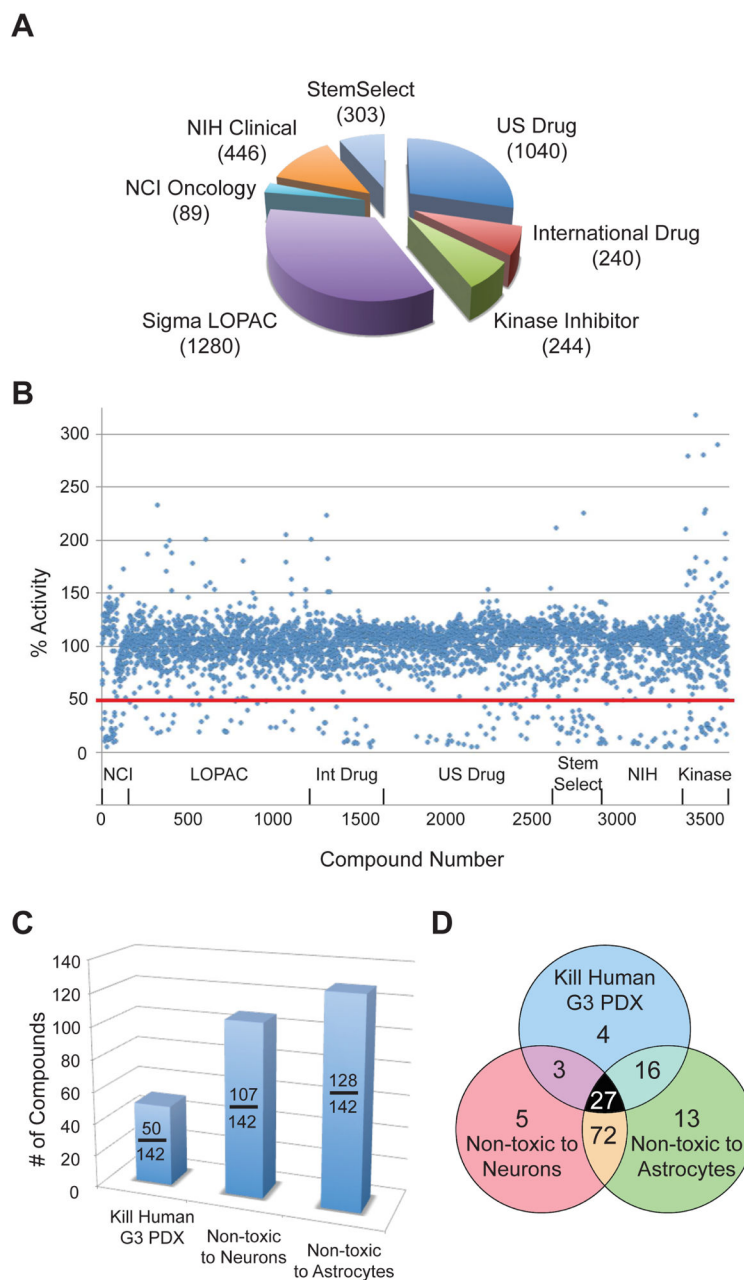 A
StemSelect
(303)
US Drug
(1040)
NIH Clinical
(446)
NCI Oncology
(89)
International Drug
(240)
Sigma LOPAC
(1280)
Kinase Inhibitor
(244)
B
% Activity
300
250
200
150
100
50
0
NCI
LOPAC
Int Drug
US Drug
Stem
Select
NIH
Kinase
0
500
1000
1500
2000
2500
3000
3500
Compound Number
C
# of Compounds
140
120
100
80
60
40
20
0
50
142
107
142
128
142
Kill Human
G3 PDX
Non-toxic
to Neurons
Non-toxic
to Astrocytes
D
Kill Human
G3 PDX
4
3
16
27
5
Non-toxic to
Neurons
72
13
Non-toxic to
Astrocytes